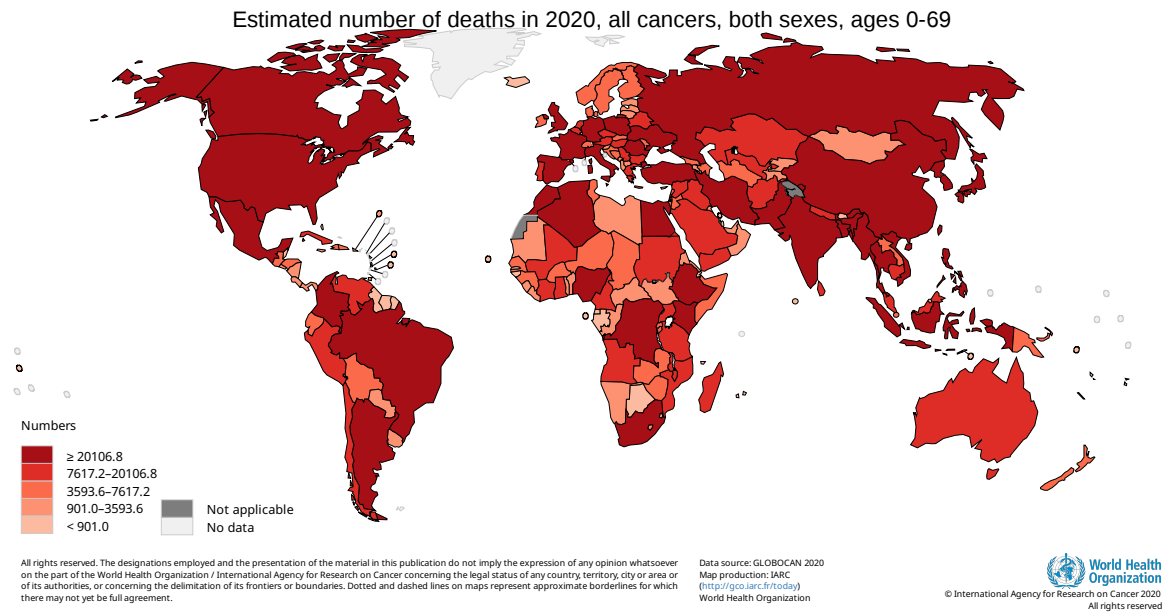 Estimated number of deaths in 2020, all cancers, both sexes, ages 0-69
Numbers
≥ 20106.8
7617.2–20106.8
3593.6–7617.2
901.0–3593.6
< 901.0
Not applicable
No data
All rights reserved. The designations employed and the presentation of the material in this publication do not imply the expression of any opinion whatsoever
on the part of the World Health Organization / International Agency for Research on Cancer concerning the legal status of any country, territory, city or area or
of its authorities, or concerning the delimitation of its frontiers or boundaries. Dotted and dashed lines on maps represent approximate borderlines for which
there may not yet be full agreement.
Data source: GLOBOCAN 2020
Map production: IARC
(http://gco.iarc.fr/today)
World Health Organization
World Health
Organization
© International Agency for Research on Cancer 2020
All rights reserved